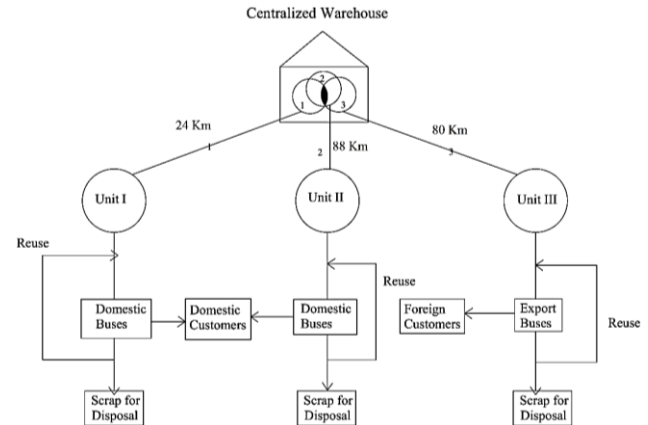 Centralized Warehouse
2
1
3
24 Km
1
2
88 Km
80 Km
3
Unit I
Unit II
Unit III
Reuse
Reuse
Reuse
Domestic
Buses
Domestic
Customers
Domestic
Buses
Foreign
Customers
Export
Buses
Scrap for
Disposal
Scrap for
Disposal
Scrap for
Disposal